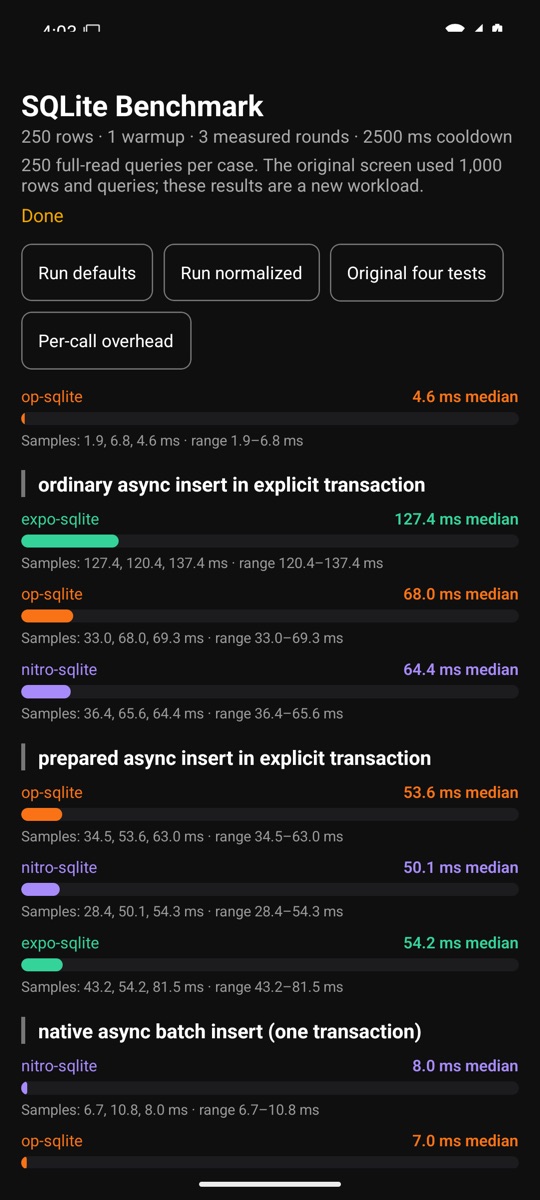 4:03
SQLite Benchmark
250 rows · 1 warmup · 3 measured rounds · 2500 ms cooldown
250 full-read queries per case. The original screen used 1,000
rows and queries; these results are a new workload.
Done
Run defaults
Run normalized
Original four tests
Per-call overhead
op-sqlite 4.6 ms median
Samples: 1.9, 6.8, 4.6 ms · range 1.9–6.8 ms
ordinary async insert in explicit transaction
expo-sqlite 127.4 ms median
Samples: 127.4, 120.4, 137.4 ms · range 120.4–137.4 ms
op-sqlite 68.0 ms median
Samples: 33.0, 68.0, 69.3 ms · range 33.0–69.3 ms
nitro-sqlite 64.4 ms median
Samples: 36.4, 65.6, 64.4 ms · range 36.4–65.6 ms
prepared async insert in explicit transaction
op-sqlite 53.6 ms median
Samples: 34.5, 53.6, 63.0 ms · range 34.5–63.0 ms
nitro-sqlite 50.1 ms median
Samples: 28.4, 50.1, 54.3 ms · range 28.4–54.3 ms
expo-sqlite 54.2 ms median
Samples: 43.2, 54.2, 81.5 ms · range 43.2–81.5 ms
native async batch insert (one transaction)
nitro-sqlite 8.0 ms median
Samples: 6.7, 10.8, 8.0 ms · range 6.7–10.8 ms
op-sqlite 7.0 ms median